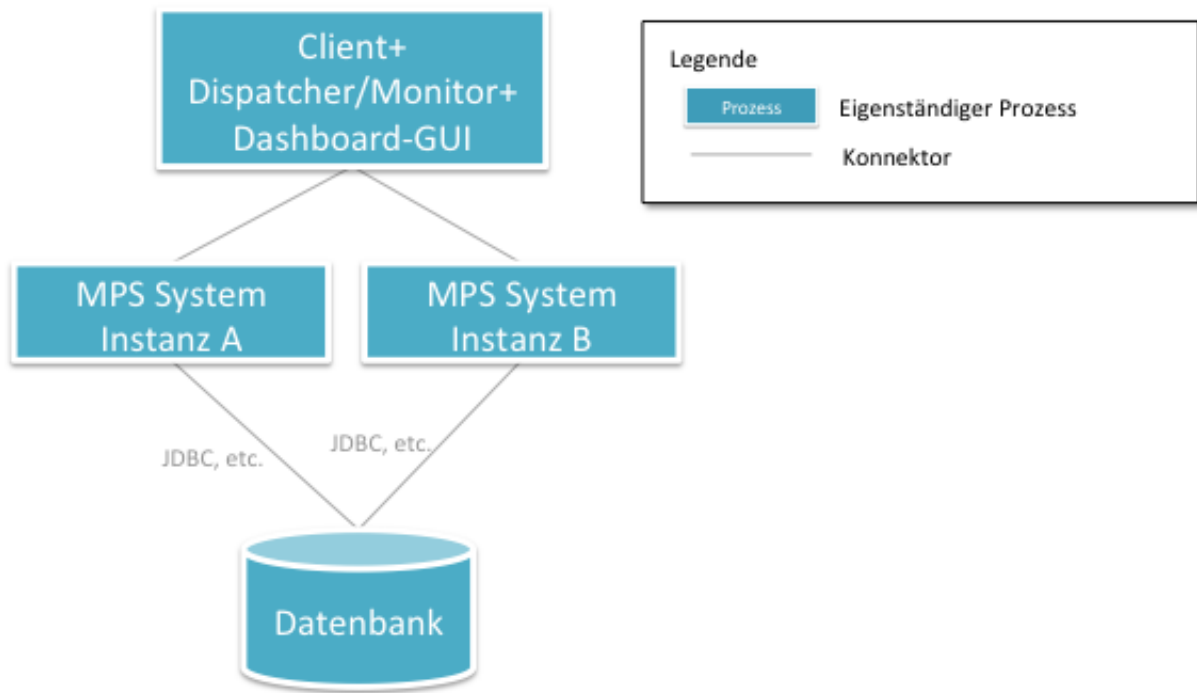 Client+
Dispatcher/Monitor+
Dashboard-GUI
Legende
Prozess
Eigenständiger Prozess
Konnektor
MPS System
Instanz A
MPS System
Instanz B
JDBC, etc.
JDBC, etc.
Datenbank